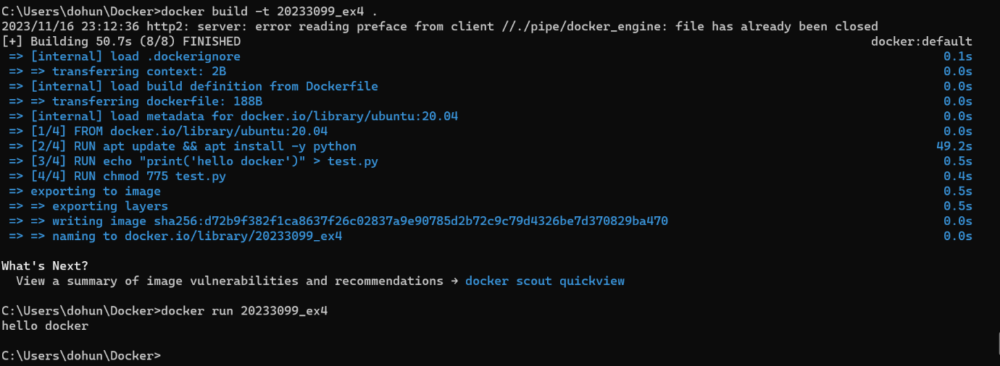 C:\Users\dohun\Docker>docker build -t 20233099_ex4 .
2023/11/16 23:12:36 http2: server: error reading preface from client //./pipe/docker_engine: file has already been closed
[+] Building 50.7s (8/8) FINISHED docker:default
=> [internal] load .dockerignore 0.1s
=> => transferring context: 2B 0.0s
=> [internal] load build definition from Dockerfile 0.0s
=> => transferring dockerfile: 188B 0.0s
=> [internal] load metadata for docker.io/library/ubuntu:20.04 0.0s
=> [1/4] FROM docker.io/library/ubuntu:20.04 0.0s
=> [2/4] RUN apt update && apt install -y python 49.2s
=> [3/4] RUN echo "print('hello docker')" > test.py 0.5s
=> [4/4] RUN chmod 775 test.py 0.4s
=> exporting to image 0.5s
=> => exporting layers 0.5s
=> => writing image sha256:d72b9f382f1ca8637f26c02837a9e90785d2b72c9c79d4326be7d370829ba470 0.0s
=> => naming to docker.io/library/20233099_ex4 0.0s
What's Next?
View a summary of image vulnerabilities and recommendations → docker scout quickview
C:\Users\dohun\Docker>docker run 20233099_ex4
hello docker
C:\Users\dohun\Docker>